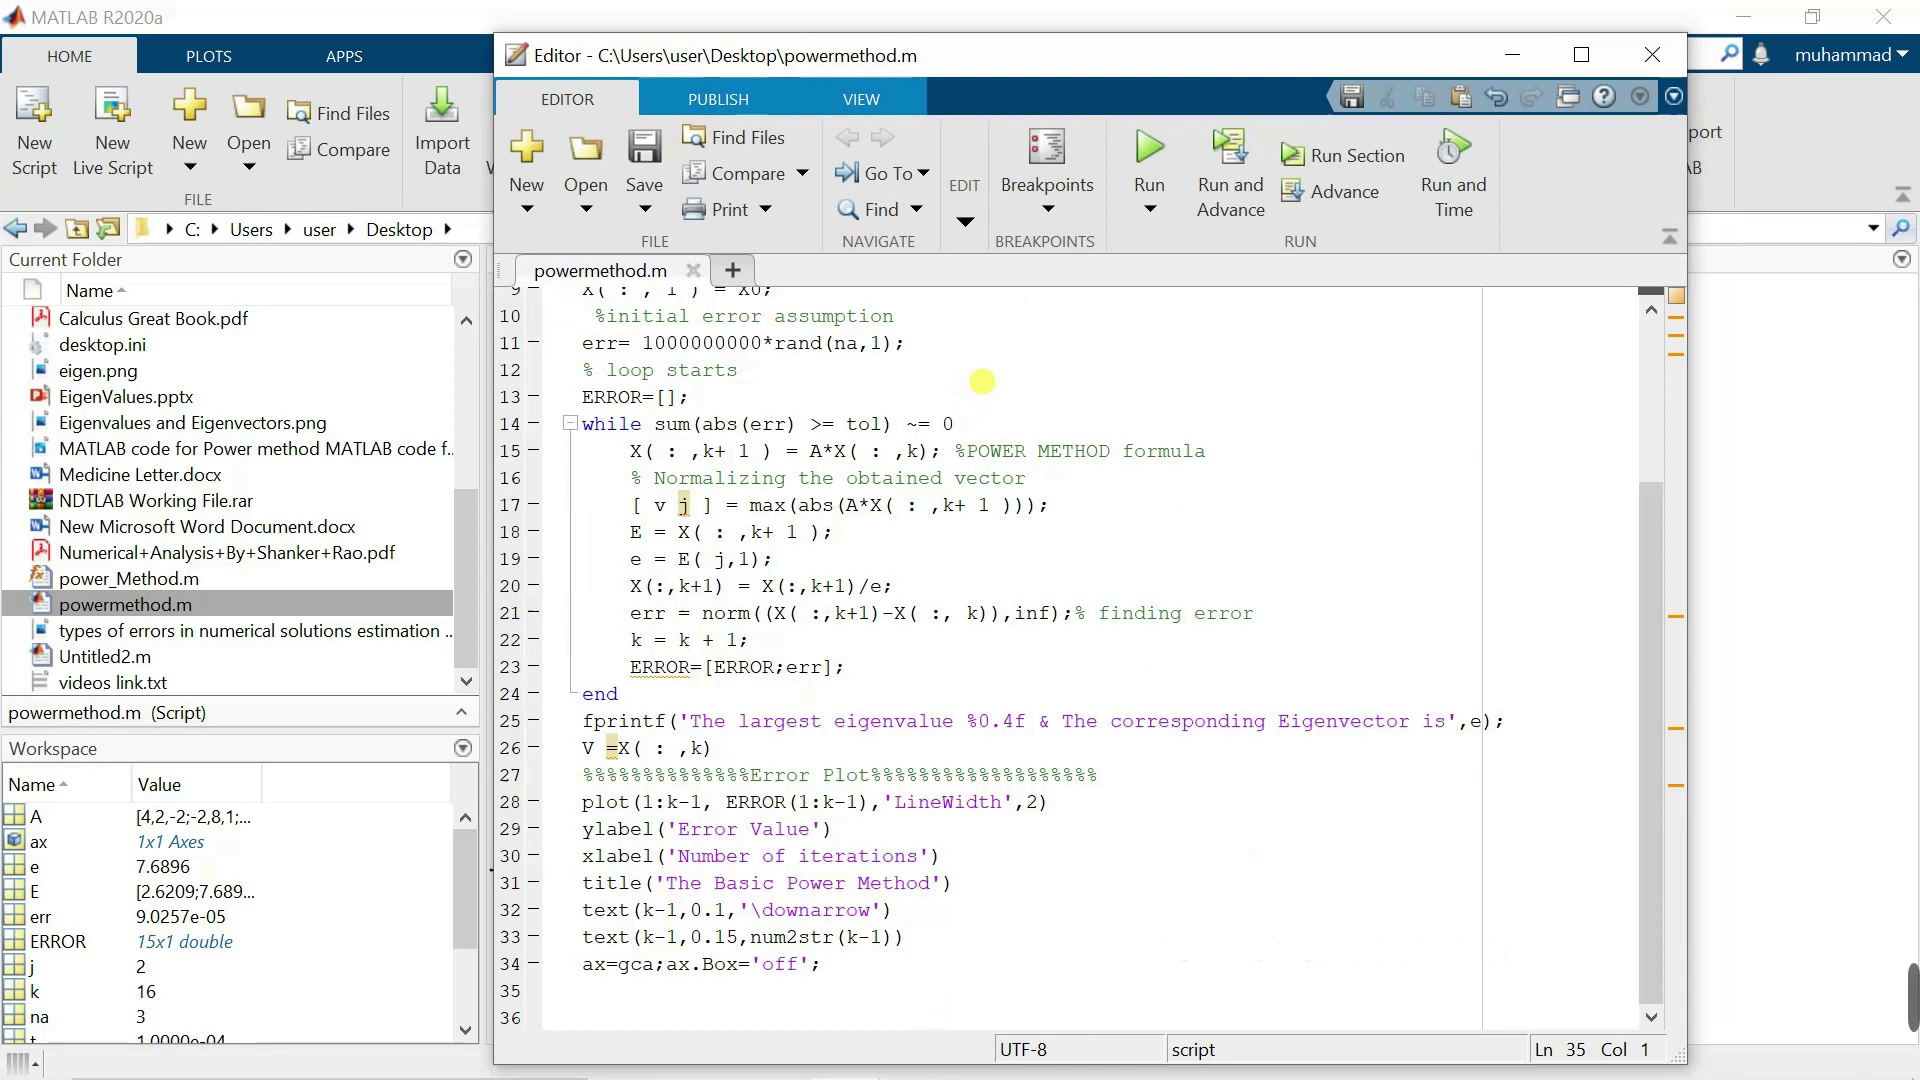 MATLAB R2020a
HOME
PLOTS
APPS
muhammad
New
Script
New
Live Script
New
Open
Find Files
Compare
Import
Data
FILE
C:
Users
user
Desktop
Current Folder
Name
Calculus Great Book.pdf
desktop.ini
eigen.png
EigenValues.pptx
Eigenvalues and Eigenvectors.png
MATLAB code for Power method MATLAB code f..
Medicine Letter.docx
NDTLAB Working File.rar
New Microsoft Word Document.docx
Numerical+Analysis+By+Shanker+Rao.pdf
power_Method.m
powermethod.m
types of errors in numerical solutions estimation ..
Untitled2.m
videos link.txt
powermethod.m (Script)
Workspace
Name Value
A [4,2,-2;-2,8,1;...
ax 1x1 Axes
e 7.6896
E [2.6209;7.689...
err 9.0257e-05
ERROR 15x1 double
j 2
k 16
na 3
t 1.0000e-04
Editor - C:\Users\user\Desktop\powermethod.m
EDITOR
PUBLISH
VIEW
New
Open
Save
Find Files
Compare
Print
FILE
Go To
Find
NAVIGATE
EDIT
Breakpoints
BREAKPOINTS
Run
Run and
Advance
Run Section
Advance
Run and
Time
RUN
port
AB
powermethod.m
9 X( : , 1 ) = X0;
10 %initial error assumption
11 err= 1000000000*rand(na,1);
12 % loop starts
13 ERROR=[];
14 while sum(abs(err) >= tol) ~= 0
15 X( : ,k+ 1 ) = A*X( : ,k); %POWER METHOD formula
16 % Normalizing the obtained vector
17 [ v j ] = max(abs(A*X( : ,k+ 1 )));
18 E = X( : ,k+ 1 );
19 e = E( j,1);
20 X(:,k+1) = X(:,k+1)/e;
21 err = norm((X( :,k+1)-X( :, k)),inf);% finding error
22 k = k + 1;
23 ERROR=[ERROR;err];
24 end
25 fprintf('The largest eigenvalue %0.4f & The corresponding Eigenvector is',e);
26 V =X( : ,k)
27 %%%%%%%%%%%%%%Error Plot%%%%%%%%%%%%%%%%%%%
28 plot(1:k-1, ERROR(1:k-1),'LineWidth',2)
29 ylabel('Error Value')
30 xlabel('Number of iterations')
31 title('The Basic Power Method')
32 text(k-1,0.1,'\downarrow')
33 text(k-1,0.15,num2str(k-1))
34 ax=gca;ax.Box='off';
35
36
UTF-8
script
Ln 35 Col 1